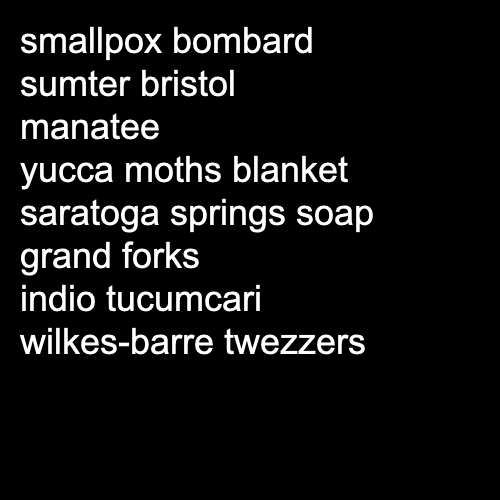 smallpox bombard
sumter bristol
manatee
yucca moths blanket
saratoga springs soap
grand forks
indio tucumcari
wilkes-barre twezzers